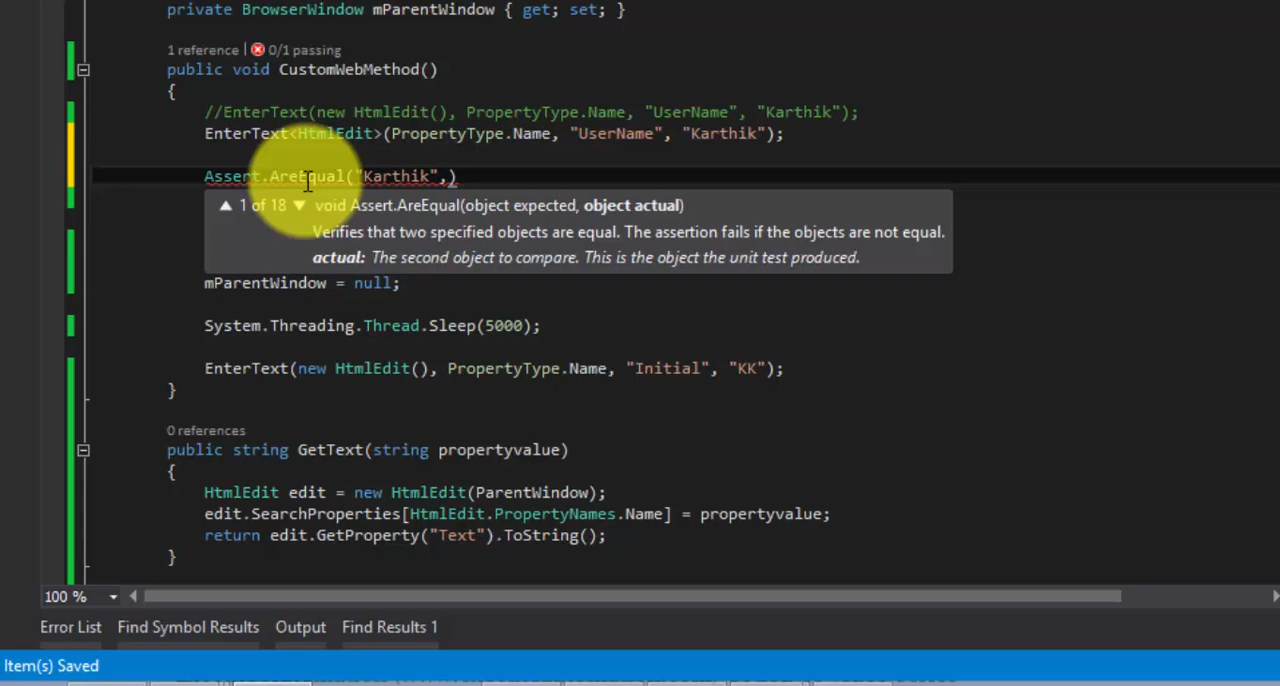 private BrowserWindow mParentWindow { get; set; }
1 reference | 0/1 passing
public void CustomWebMethod()
{
//EnterText(new HtmlEdit(), PropertyType.Name, "UserName", "Karthik");
EnterText<HtmlEdit>(PropertyType.Name, "UserName", "Karthik");
Assert.AreEqual("Karthik",)
▲ 1 of 18 ▼ void Assert.AreEqual(object expected, object actual)
Verifies that two specified objects are equal. The assertion fails if the objects are not equal.
actual: The second object to compare. This is the object the unit test produced.
mParentWindow = null;
System.Threading.Thread.Sleep(5000);
EnterText(new HtmlEdit(), PropertyType.Name, "Initial", "KK");
}
0 references
public string GetText(string propertyvalue)
{
HtmlEdit edit = new HtmlEdit(ParentWindow);
edit.SearchProperties[HtmlEdit.PropertyNames.Name] = propertyvalue;
return edit.GetProperty("Text").ToString();
}
100 %
Error List Find Symbol Results Output Find Results 1
Item(s) Saved